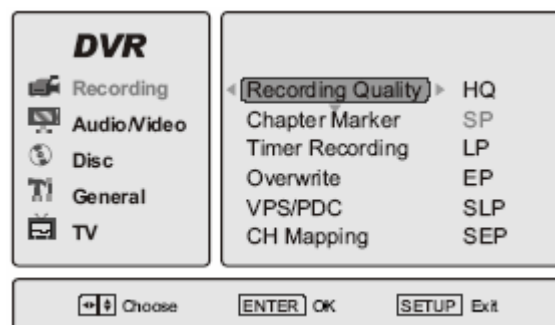 DVR
Recording
Audio/Video
Disc
General
TV
Recording Quality HQ
Chapter Marker SP
Timer Recording LP
Overwrite EP
VPS/PDC SLP
CH Mapping SEP
Choose ENTER OK SETUP Exit